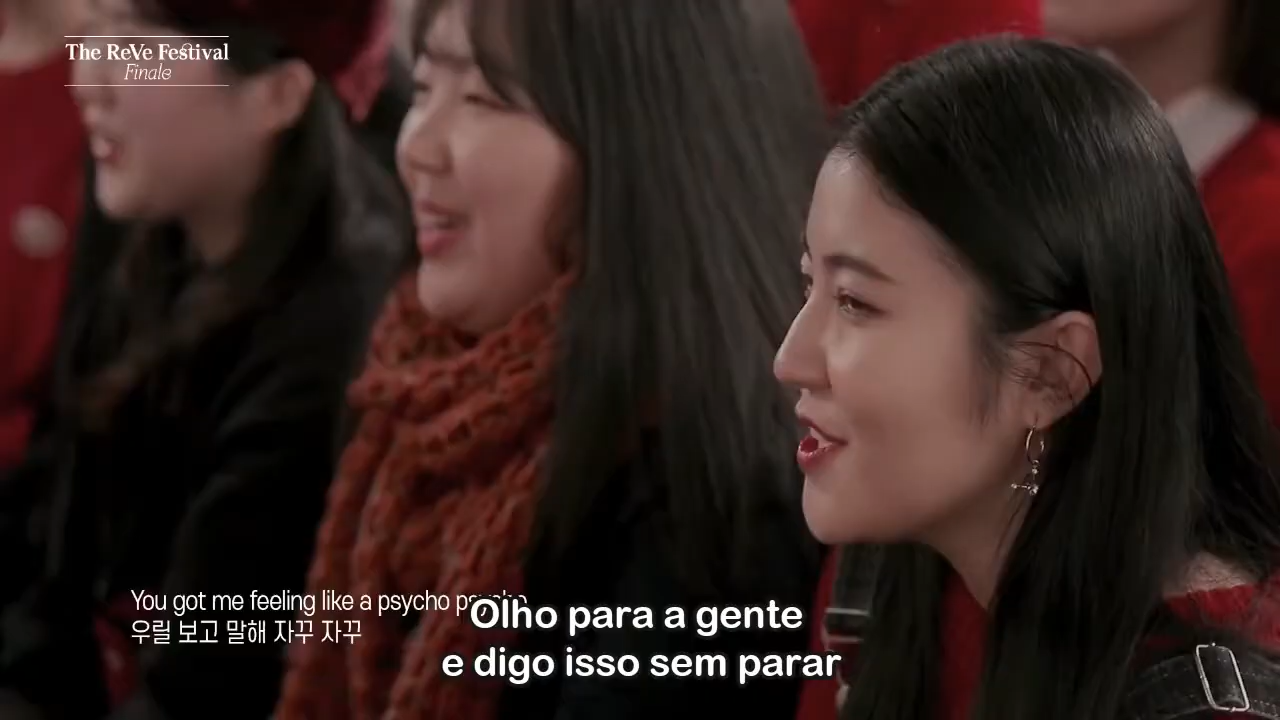 The ReVe Festival
Finale
You got me feeling like a psycho psycho
우릴 보고 말해 자꾸 자꾸
Olho para a gente
e digo isso sem parar